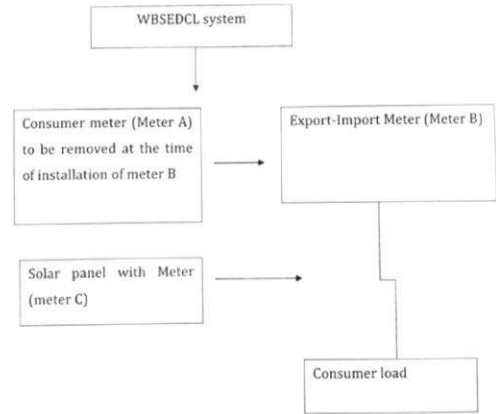 WBSEDCL system
Consumer meter (Meter A)
to be removed at the time
of installation of meter B
Export-Import Meter (Meter B)
Solar panel with Meter
(meter C)
Consumer load